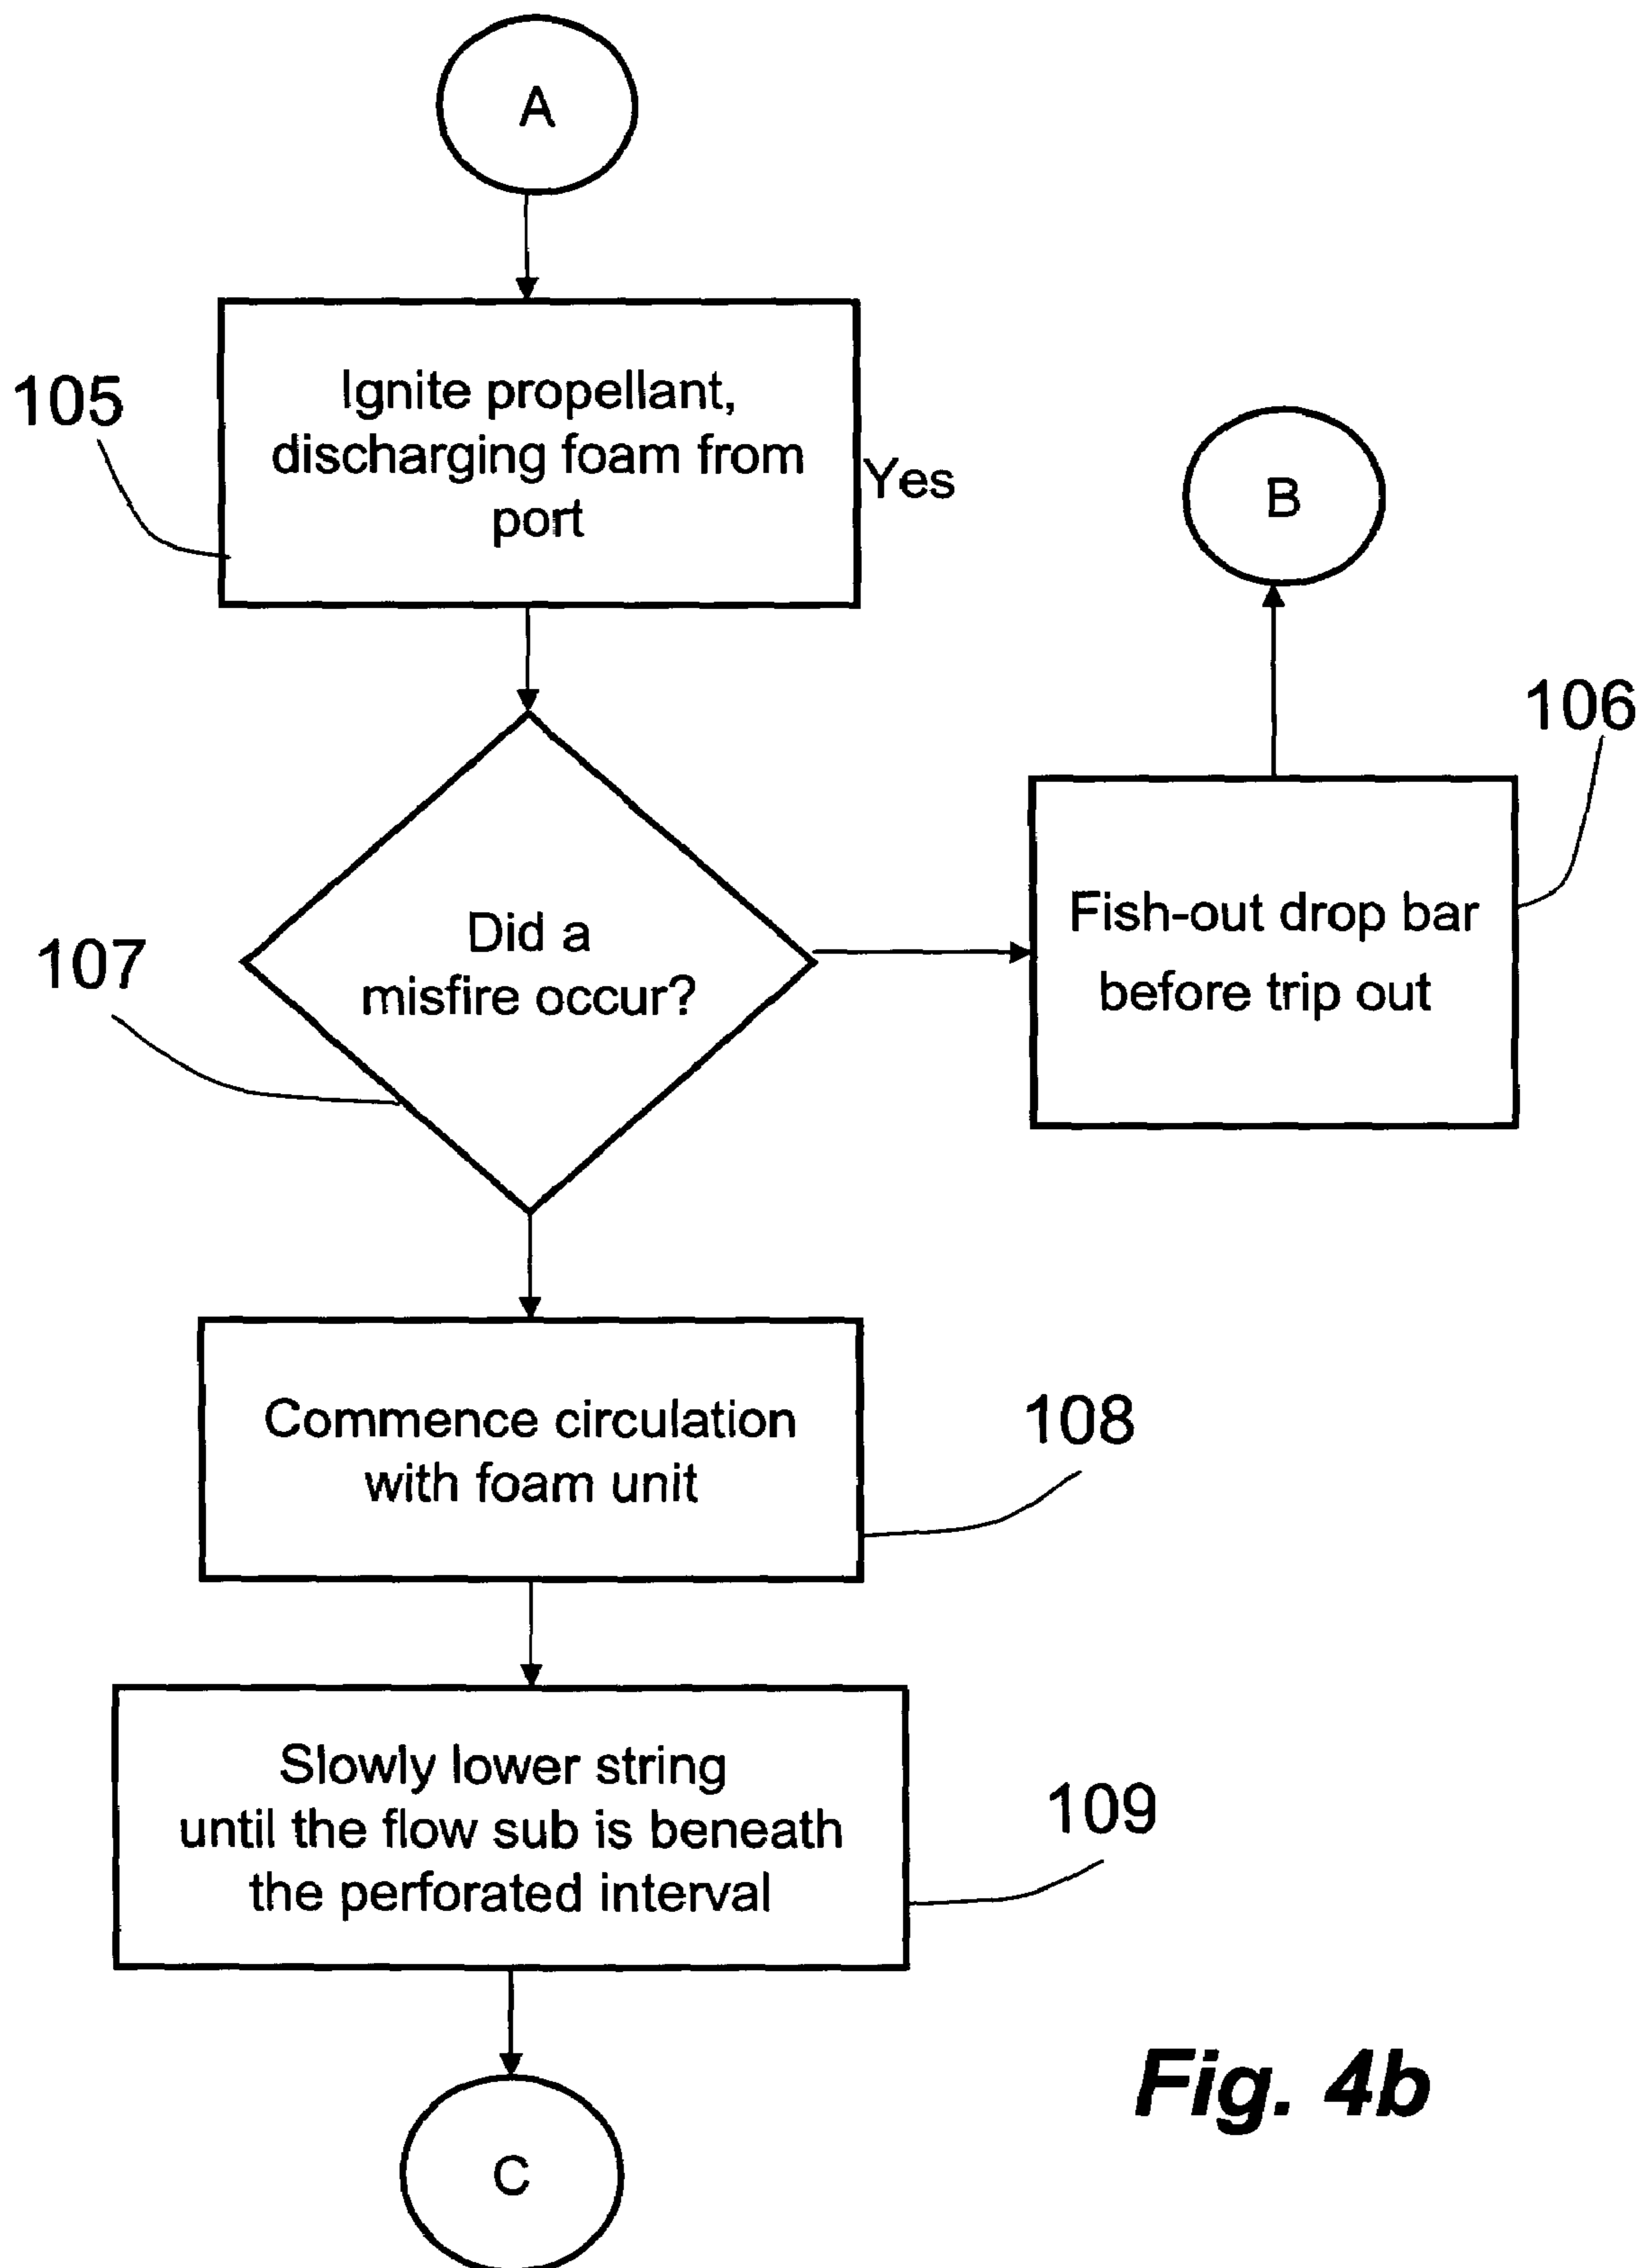 A
105
Ignite propellant,
discharging foam from
port
Yes
B
106
107
Did a
misfire occur?
Fish-out drop bar
before trip out
Commence circulation
with foam unit
108
Slowly lower string
until the flow sub is beneath
the perforated interval
109
C
Fig. 4b